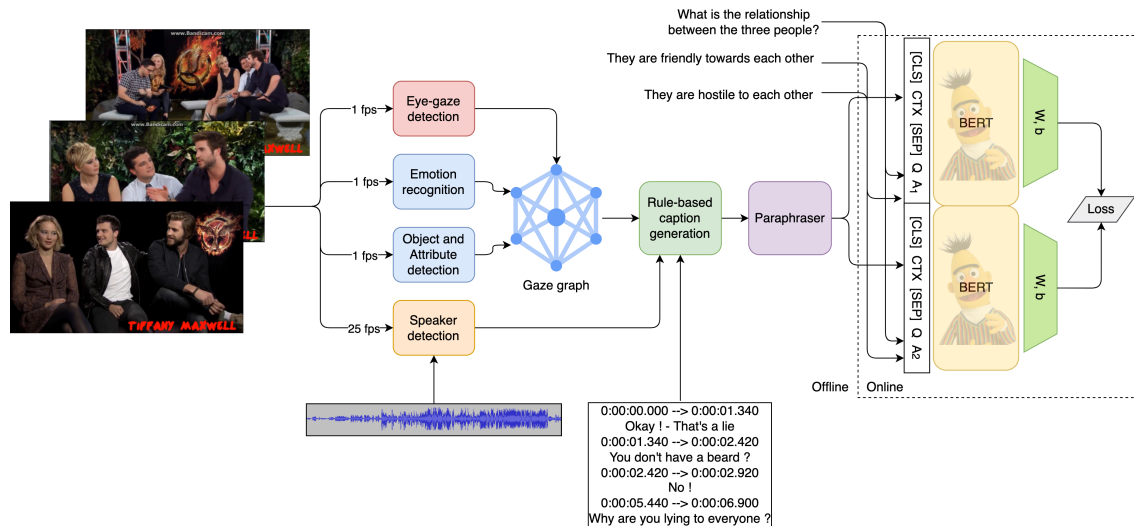 www.Bandicam.com
MAXWELL
www.Bandicam.com
TIFFANY MAXWELL
1 fps
1 fps
1 fps
25 fps
Eye-gaze
detection
Emotion
recognition
Object and
Attribute
detection
Speaker
detection
Gaze graph
Rule-based
caption
generation
Paraphraser
0:00:00.000 --> 0:00:01.340
Okay ! - That's a lie
0:00:01.340 --> 0:00:02.420
You don't have a beard ?
0:00:02.420 --> 0:00:02.920
No !
0:00:05.440 --> 0:00:06.900
Why are you lying to everyone ?
What is the relationship
between the three people?
They are friendly towards each other
They are hostile to each other
Offline
Online
[CLS] CTX [SEP] Q A1
BERT
W, b
[CLS] CTX [SEP] Q A2
BERT
W, b
Loss